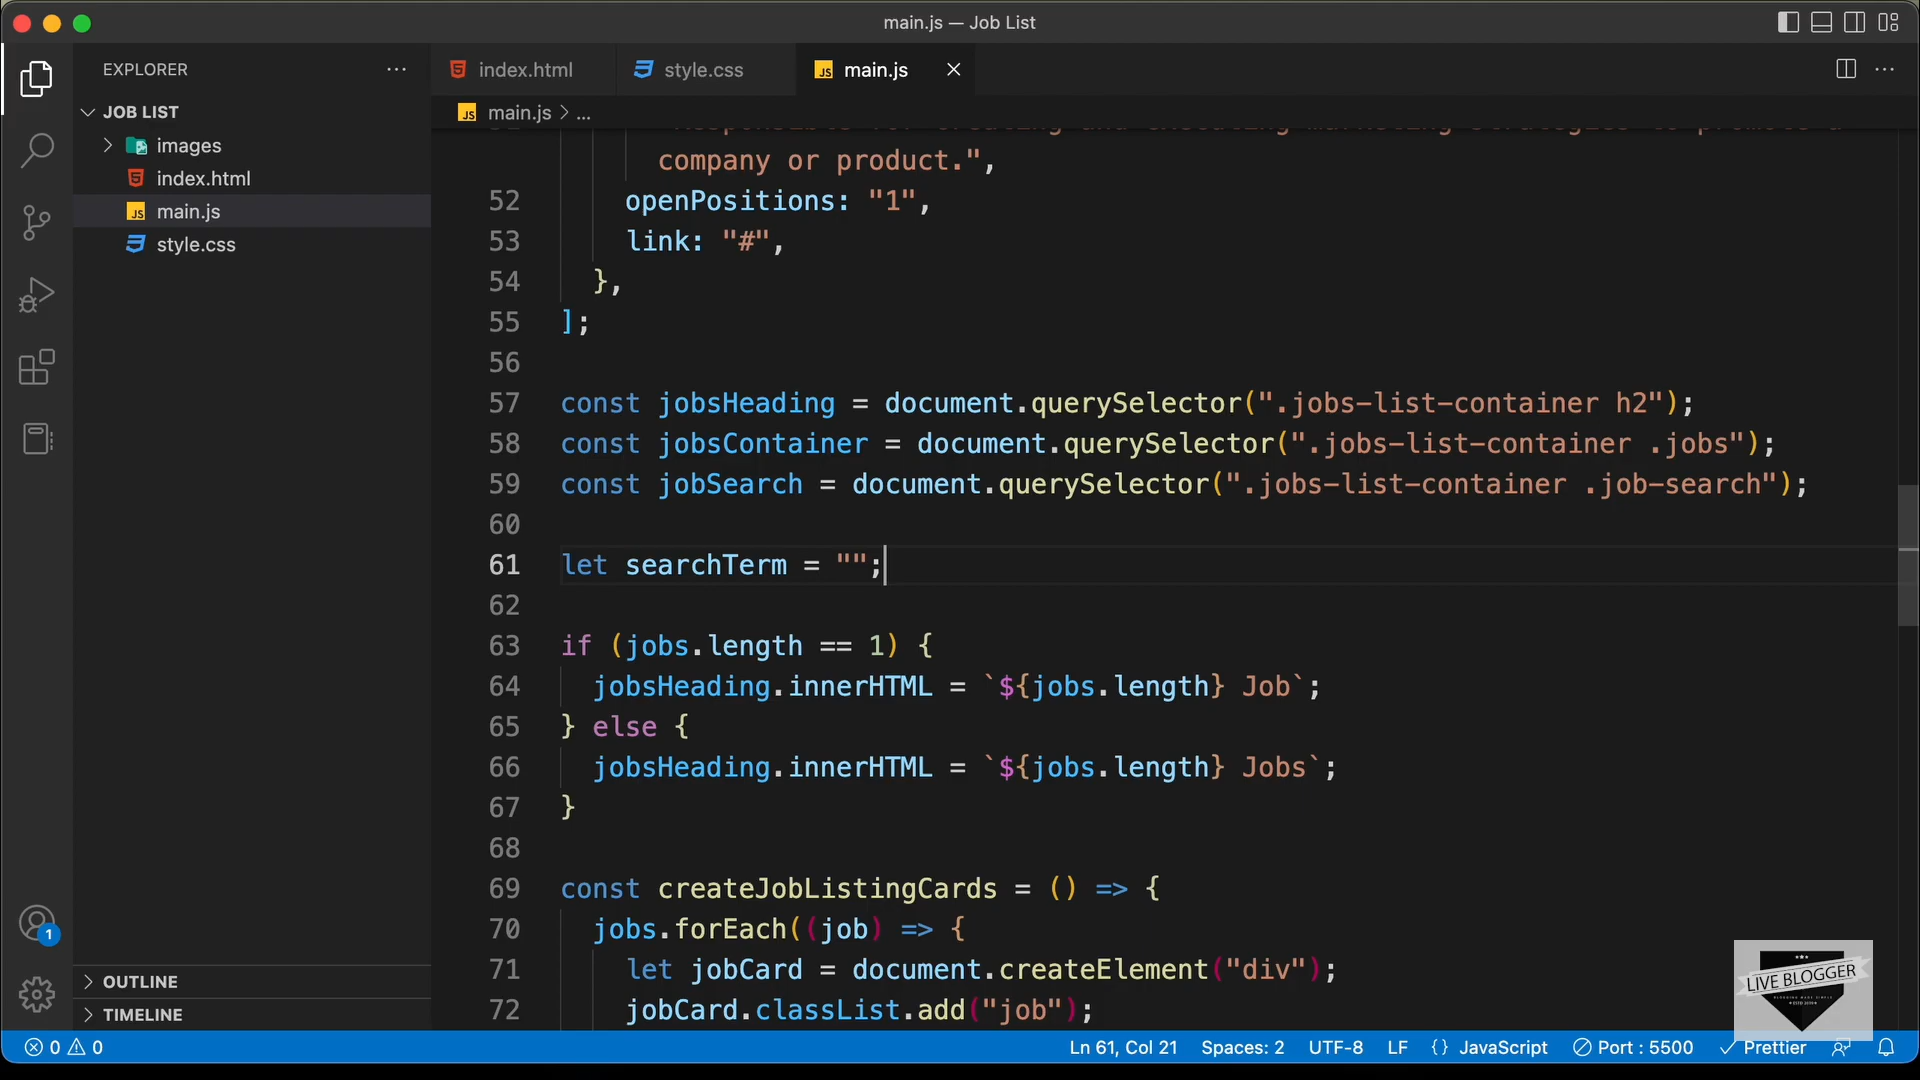 main.js — Job List
EXPLORER
index.html
style.css
main.js
JOB LIST
main.js > ...
images
index.html
main.js
style.css
company or product.",
52 openPositions: "1",
53 link: "#",
54 },
55 ];
56
57 const jobsHeading = document.querySelector(".jobs-list-container h2");
58 const jobsContainer = document.querySelector(".jobs-list-container .jobs");
59 const jobSearch = document.querySelector(".jobs-list-container .job-search");
60
61 let searchTerm = "";
62
63 if (jobs.length == 1) {
64 jobsHeading.innerHTML = `${jobs.length} Job`;
65 } else {
66 jobsHeading.innerHTML = `${jobs.length} Jobs`;
67 }
68
69 const createJobListingCards = () => {
70 jobs.forEach((job) => {
71 let jobCard = document.createElement("div");
72 jobCard.classList.add("job");
1
OUTLINE
TIMELINE
LIVE BLOGGER
0 0
Ln 61, Col 21
Spaces: 2
UTF-8
LF
{} JavaScript
Port : 5500
Prettier